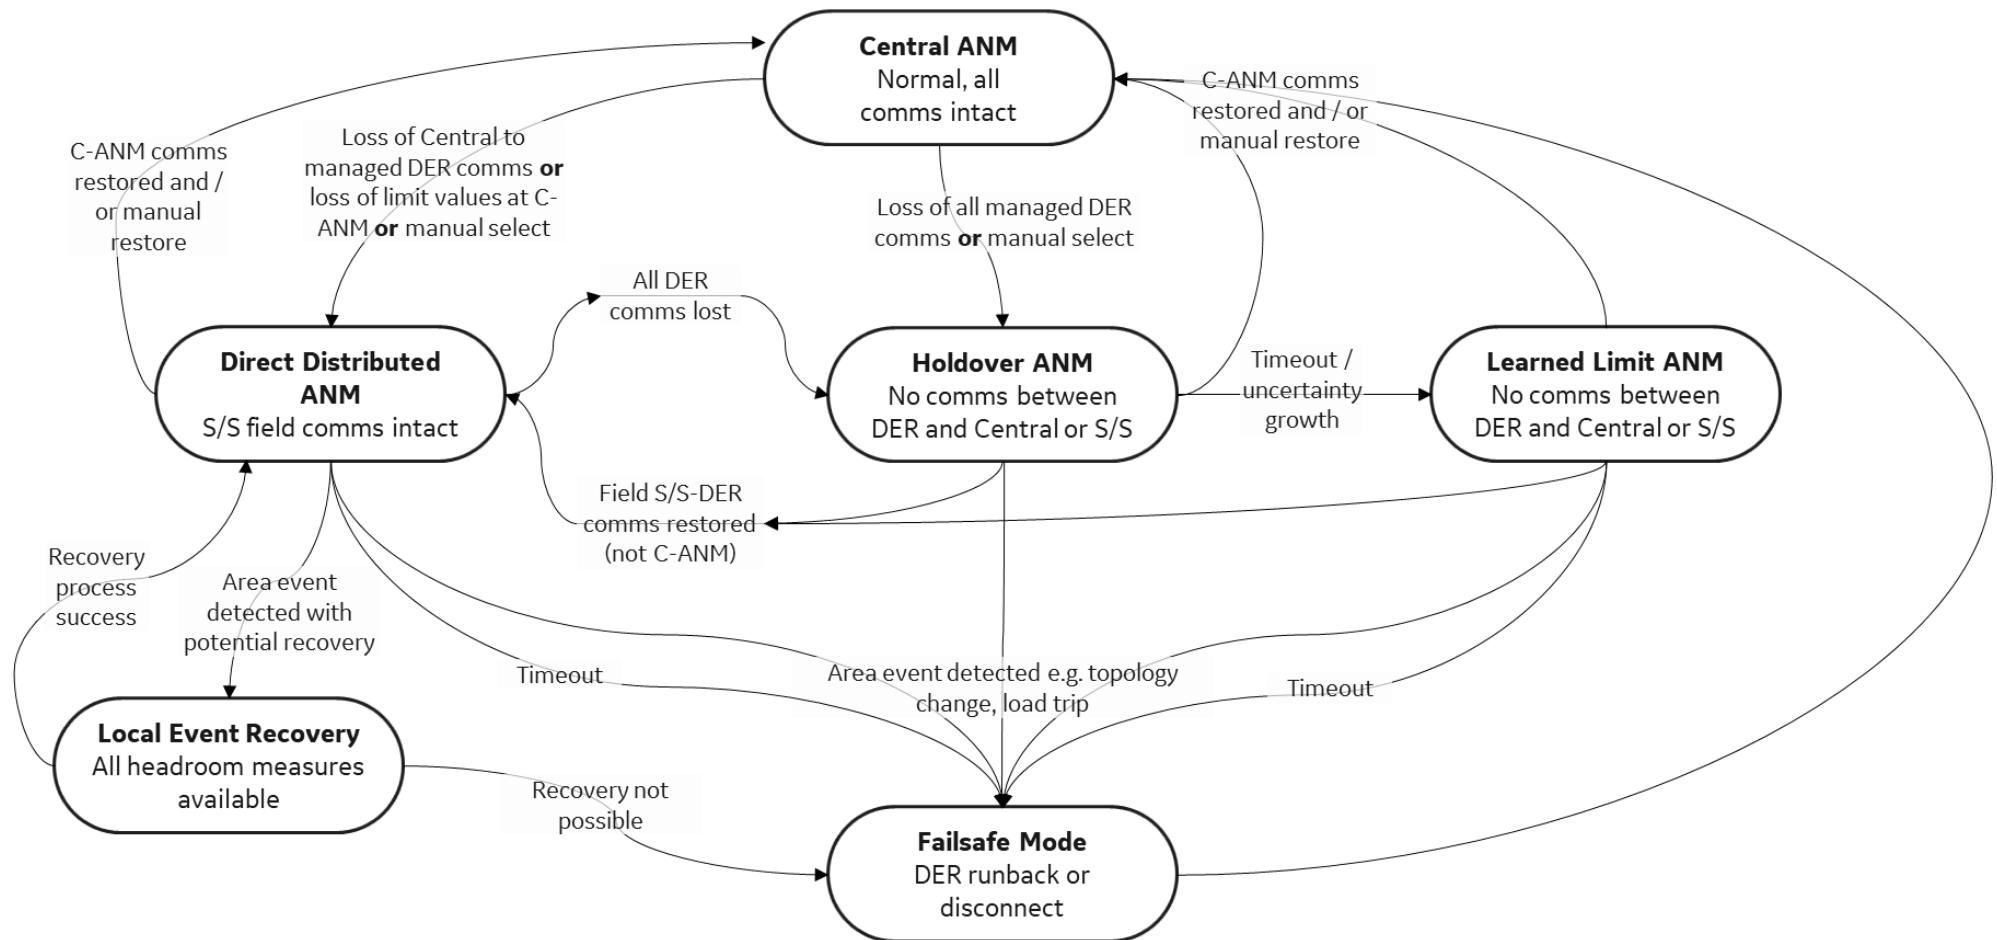 Central ANM
Normal, all
comms intact
C-ANM comms
restored and / or
manual restore
Loss of Central to
managed DER comms or
loss of limit values at C-
ANM or manual select
C-ANM comms
restored and /
or manual
restore
Loss of all managed DER
comms or manual select
All DER
comms lost
Direct Distributed
ANM
S/S field comms intact
Holdover ANM
No comms between
DER and Central or S/S
Timeout /
uncertainty
growth
Learned Limit ANM
No comms between
DER and Central or S/S
Field S/S-DER
comms restored
(not C-ANM)
Recovery
process
success
Area event
detected with
potential recovery
Timeout
Area event detected e.g. topology
change, load trip
Timeout
Local Event Recovery
All headroom measures
available
Recovery not
possible
Failsafe Mode
DER runback or
disconnect